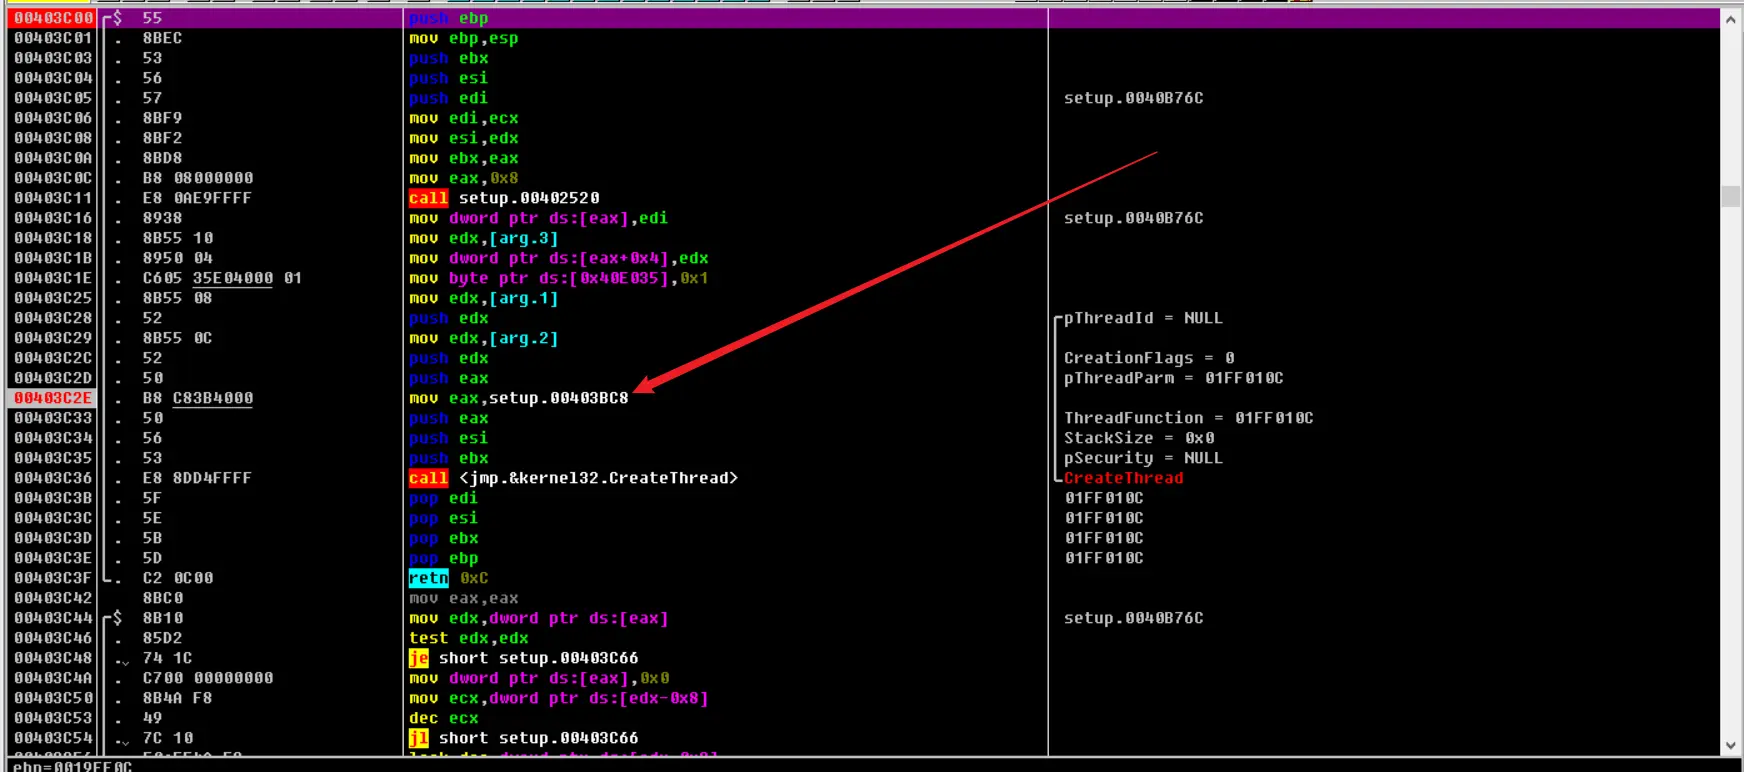 00403C00 $ 55 push ebp
00403C01 . 8BEC mov ebp,esp
00403C03 . 53 push ebx
00403C04 . 56 push esi
00403C05 . 57 push edi setup.0040B76C
00403C06 . 8BF9 mov edi,ecx
00403C08 . 8BF2 mov esi,edx
00403C0A . 8BD8 mov ebx,eax
00403C0C . B8 08000000 mov eax,0x8
00403C11 . E8 0AE9FFFF call setup.00402520
00403C16 . 8938 mov dword ptr ds:[eax],edi setup.0040B76C
00403C18 . 8B55 10 mov edx,[arg.3]
00403C1B . 8950 04 mov dword ptr ds:[eax+0x4],edx
00403C1E . C605 35E04000 01 mov byte ptr ds:[0x40E035],0x1
00403C25 . 8B55 08 mov edx,[arg.1]
00403C28 . 52 push edx pThreadId = NULL
00403C29 . 8B55 0C mov edx,[arg.2]
00403C2C . 52 push edx CreationFlags = 0
00403C2D . 50 push eax pThreadParm = 01FF010C
00403C2E . B8 C83B4000 mov eax,setup.00403BC8
00403C33 . 50 push eax ThreadFunction = 01FF010C
00403C34 . 56 push esi StackSize = 0x0
00403C35 . 53 push ebx pSecurity = NULL
00403C36 . E8 8DD4FFFF call <jmp.&kernel32.CreateThread> CreateThread
00403C3B . 5F pop edi 01FF010C
00403C3C . 5E pop esi 01FF010C
00403C3D . 5B pop ebx 01FF010C
00403C3E . 5D pop ebp 01FF010C
00403C3F . C2 0C00 retn 0xC
00403C42 8BC0 mov eax,eax
00403C44 $ 8B10 mov edx,dword ptr ds:[eax] setup.0040B76C
00403C46 . 85D2 test edx,edx
00403C48 . 74 1C je short setup.00403C66
00403C4A . C700 00000000 mov dword ptr ds:[eax],0x0
00403C50 . 8B4A F8 mov ecx,dword ptr ds:[edx-0x8]
00403C53 . 49 dec ecx
00403C54 . 7C 10 jl short setup.00403C66
ebp=0019FF0C